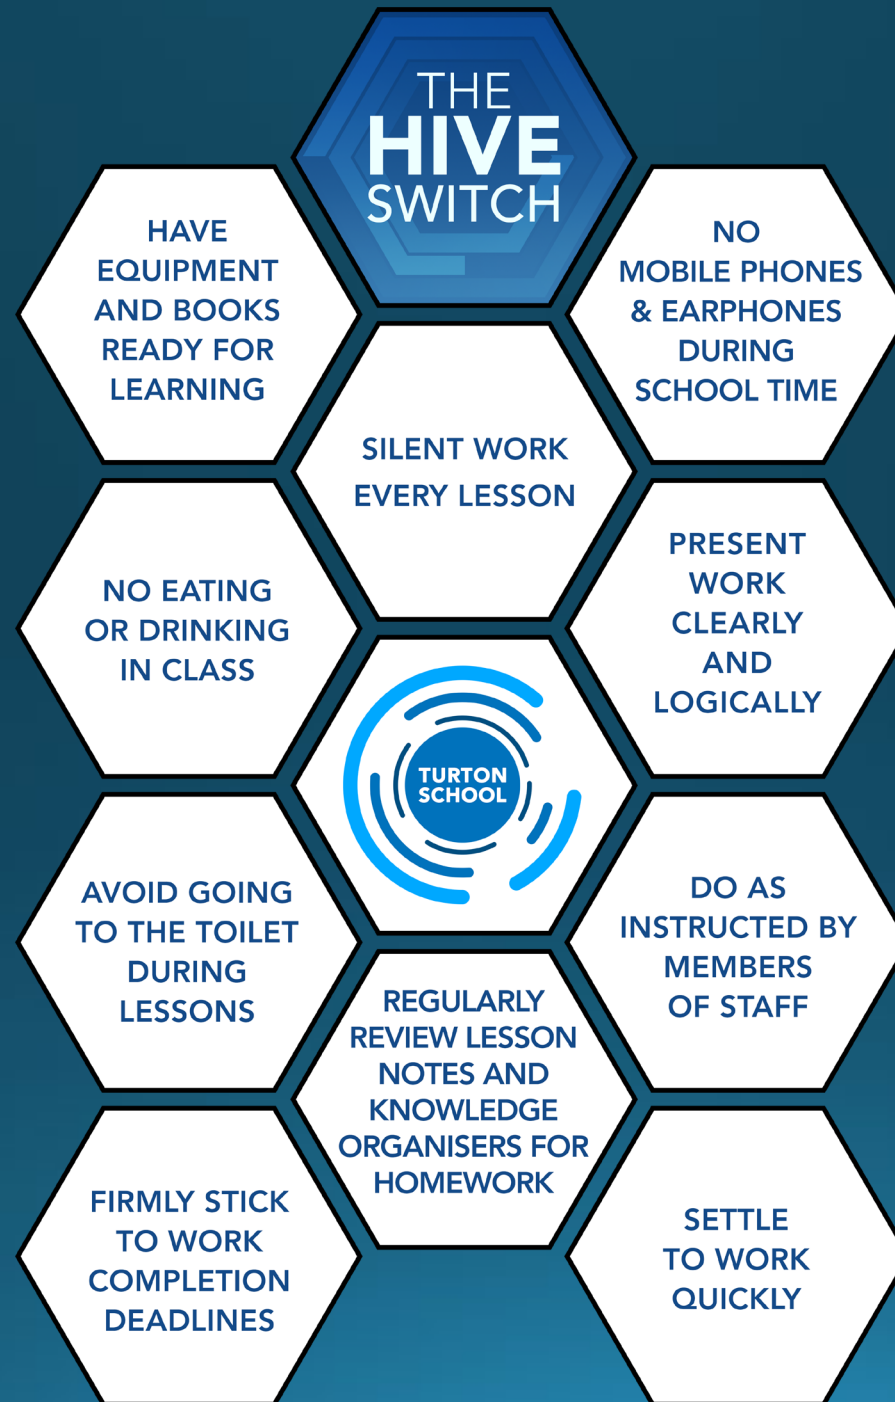 THE
HIVE
SWITCH
HAVE
EQUIPMENT
AND BOOKS
READY FOR
LEARNING
NO
MOBILE PHONES
& EARPHONES
DURING
SCHOOL TIME
SILENT WORK
EVERY LESSON
NO EATING
OR DRINKING
IN CLASS
PRESENT
WORK
CLEARLY
AND
LOGICALLY
TURTON
SCHOOL
AVOID GOING
TO THE TOILET
DURING
LESSONS
DO AS
INSTRUCTED BY
MEMBERS
OF STAFF
REGULARLY
REVIEW LESSON
NOTES AND
KNOWLEDGE
ORGANISERS FOR
HOMEWORK
FIRMLY STICK
TO WORK
COMPLETION
DEADLINES
SETTLE
TO WORK
QUICKLY